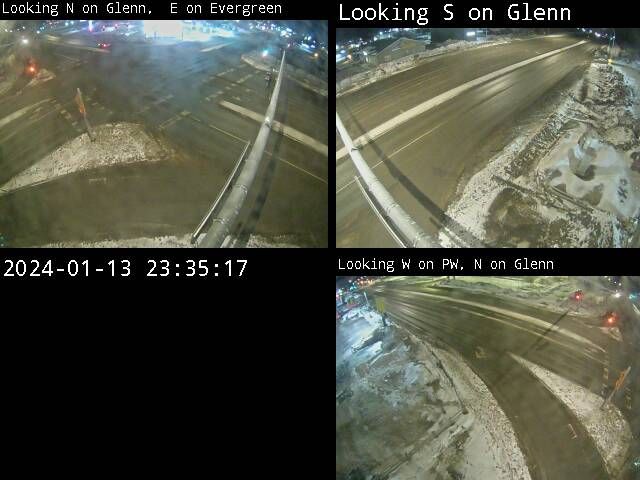 Looking N on Glenn,  E on Evergreen
Looking S on Glenn
2024-01-13 23:35:17
Looking W on PW, N on Glenn